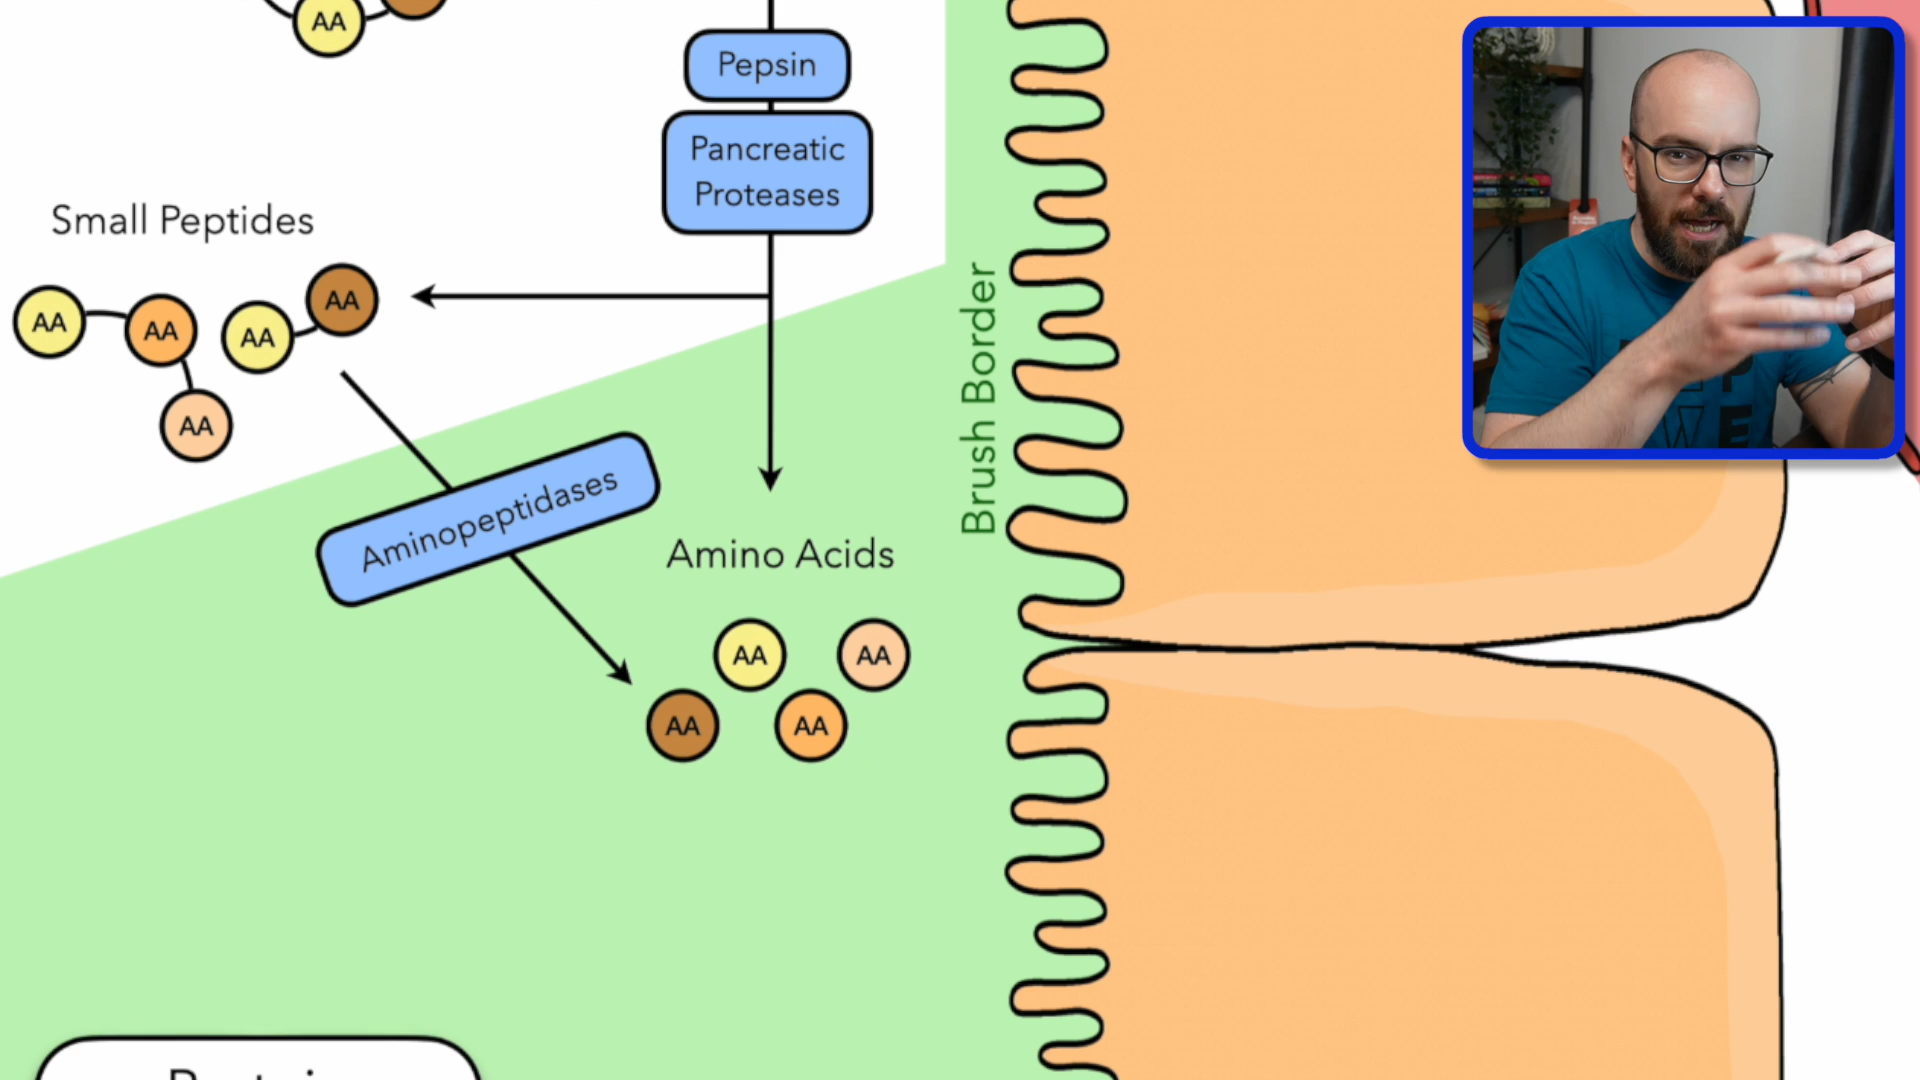 AA
Pepsin
Pancreatic
Proteases
Small Peptides
AA
AA
AA
AA
AA
Aminopeptidases
Brush Border
Amino Acids
AA
AA
AA
AA